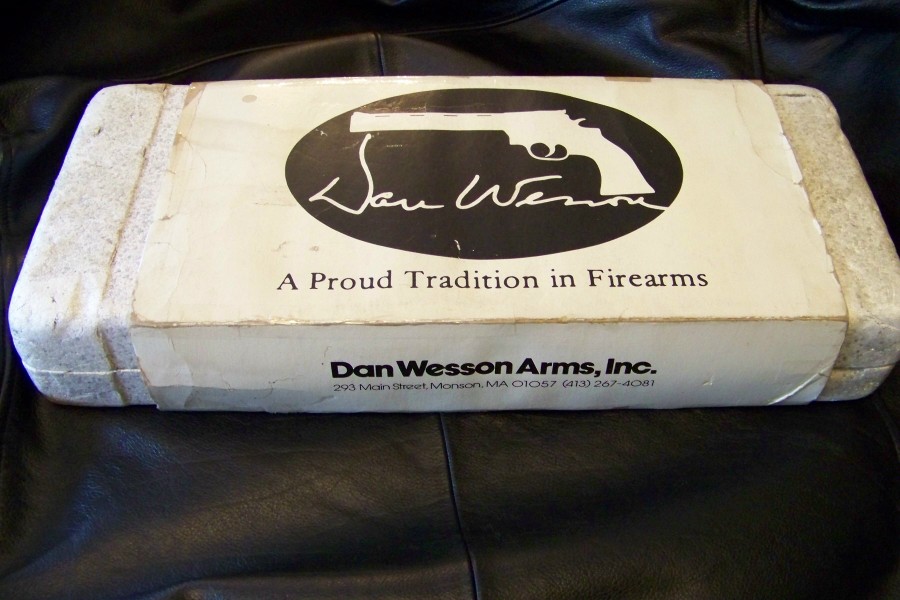 Dan Wesson
A Proud Tradition in Firearms
Dan Wesson Arms, Inc.
293 Main Street, Monson, MA 01057 (413) 267-4081